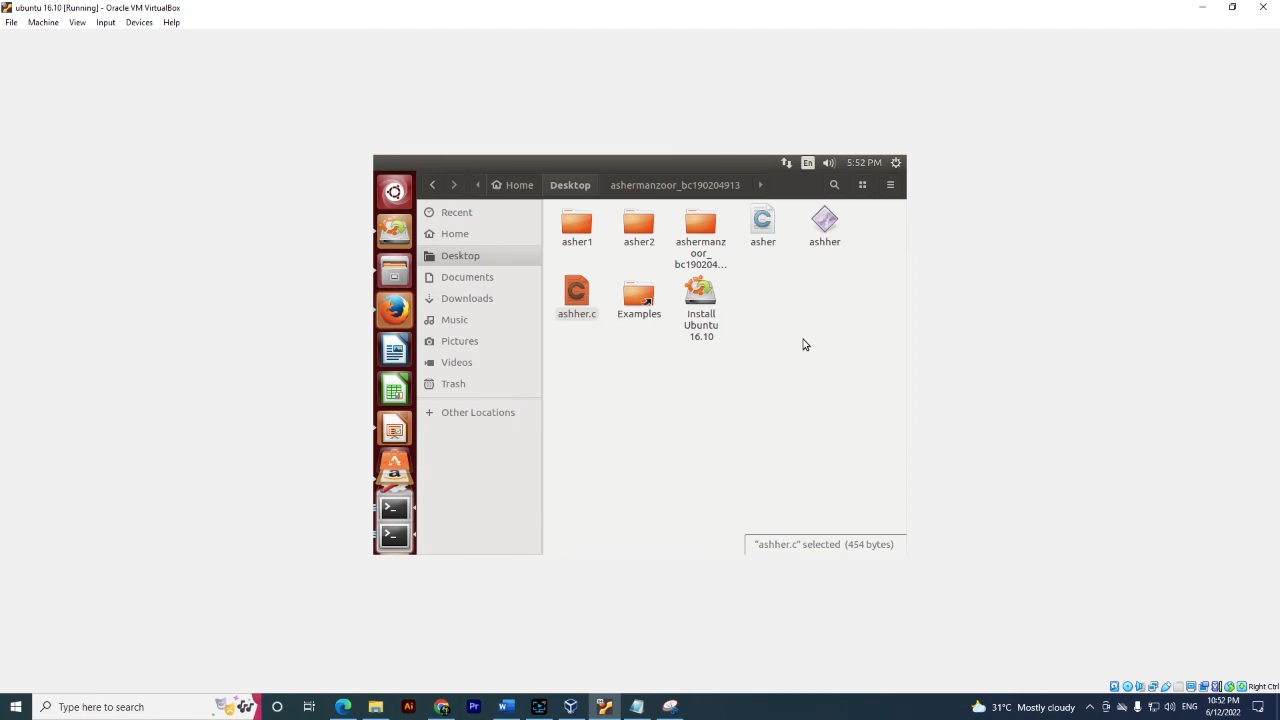 ubuntu 16.10 [Running] - Oracle VM VirtualBox
File Machine View Input Devices Help
En 5:52 PM
Home Desktop ashermanzoor_bc190204913
Recent
Home
Desktop
Documents
Downloads
Music
Pictures
Videos
Trash
+ Other Locations
asher1
asher2
ashermanz
oor_
bc190204...
asher
ashher
ashher.c
Examples
Install
Ubuntu
16.10
"ashher.c" selected (454 bytes)
Right Ctrl
Type here to search
31°C Mostly cloudy
10:52 PM
6/12/2022